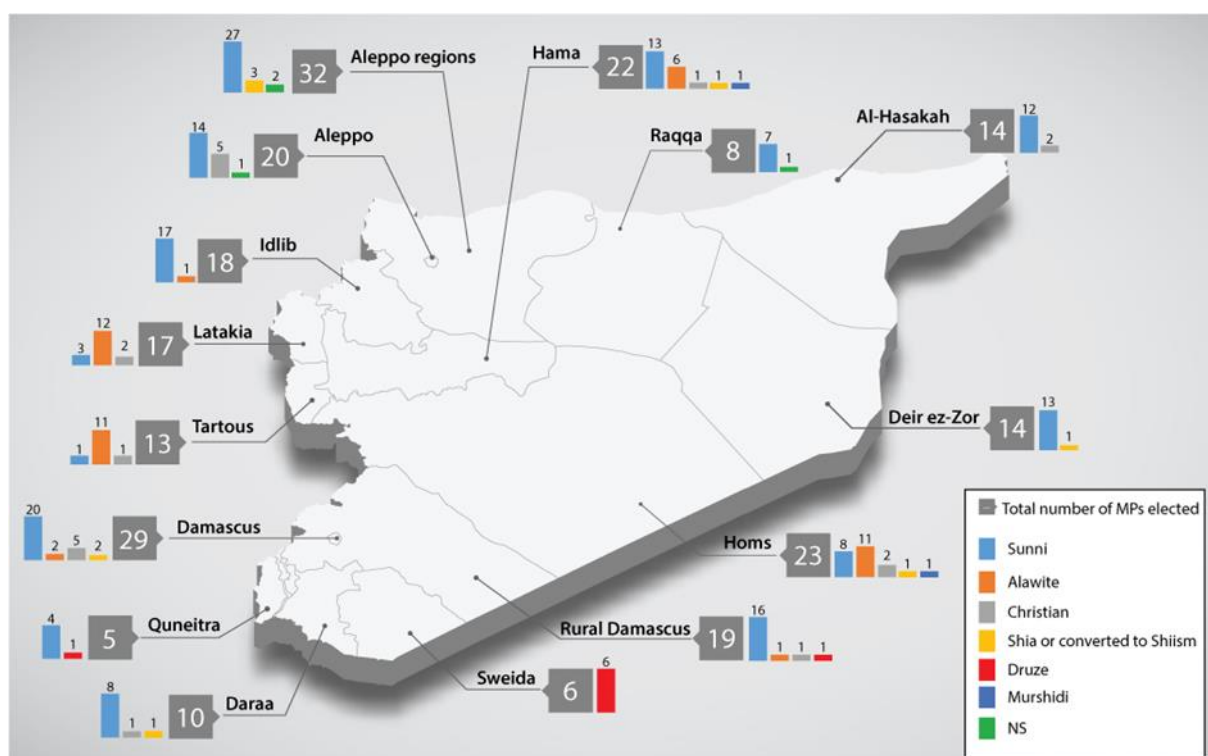 27
3
2
32
Aleppo regions
Hama
22
13
6
1
1
1
Al-Hasakah
14
12
2
14
5
1
20
Aleppo
Raqqa
8
7
1
17
1
18
Idlib
3
12
2
17
Latakia
1
11
1
13
Tartous
Deir ez-Zor
14
13
1
20
2
5
2
29
Damascus
Homs
23
8
11
2
1
1
4
1
5
Quneitra
Rural Damascus
19
16
1
1
1
8
1
1
10
Daraa
Sweida
6
6
Total number of MPs elected
Sunni
Alawite
Christian
Shia or converted to Shiism
Druze
Murshidi
NS